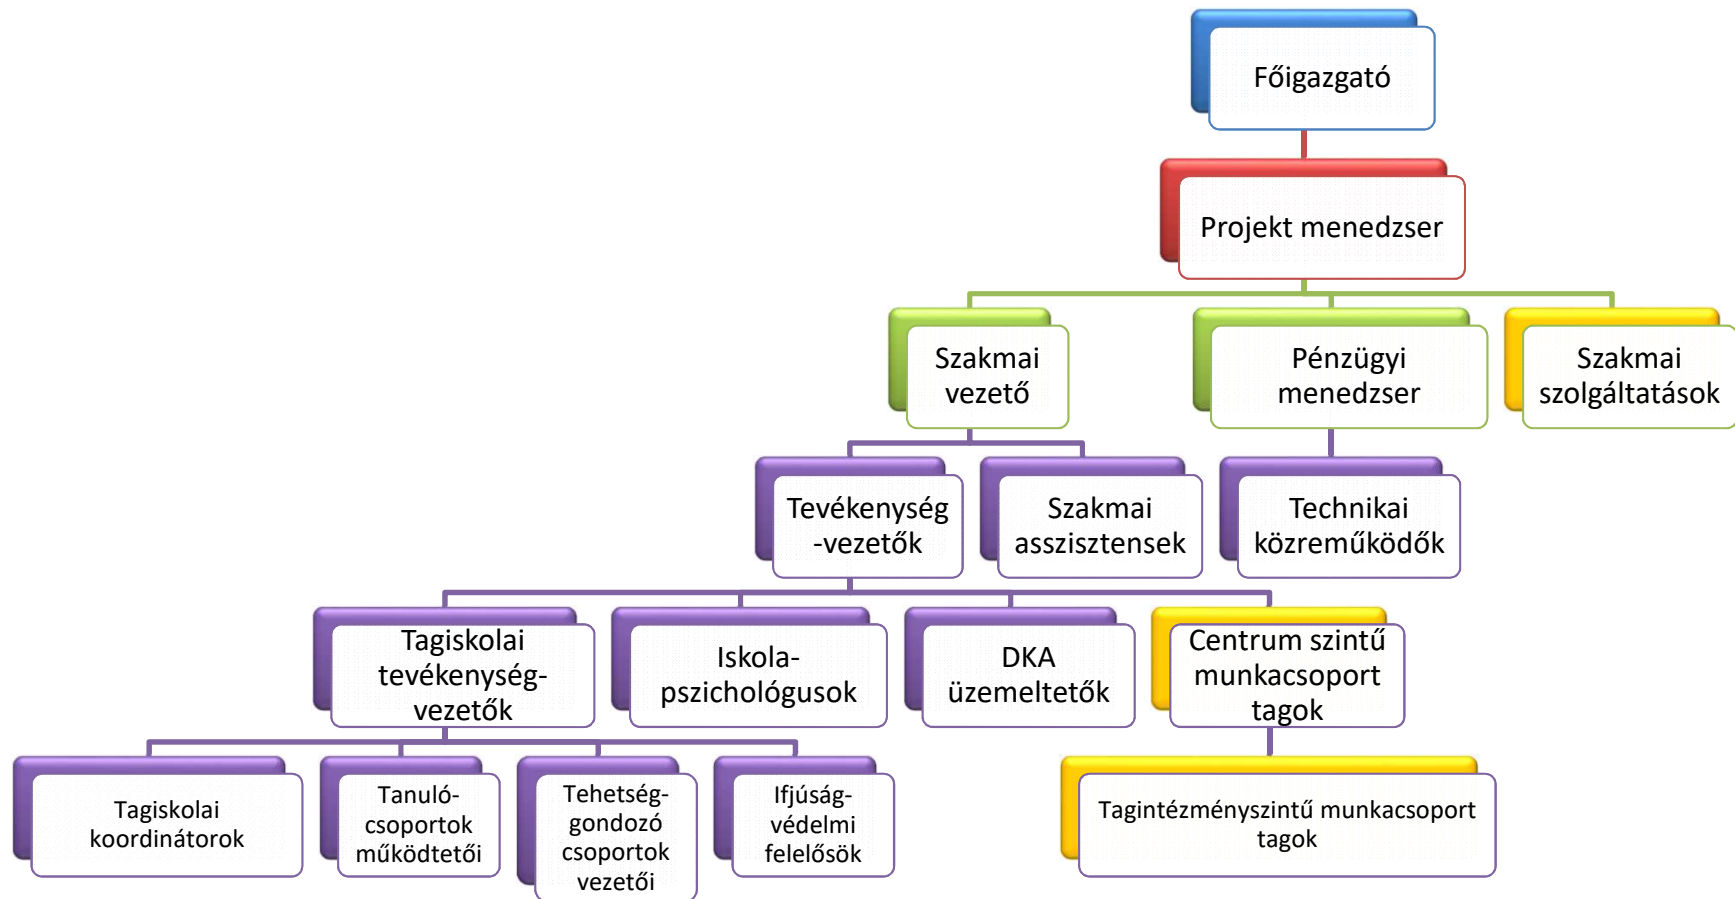 Főigazgató
Projekt menedzser
Szakmai
vezető
Pénzügyi
menedzser
Szakmai
szolgáltatások
Tevékenység
-vezetők
Szakmai
asszisztensek
Technikai
közreműködők
Tagiskolai
tevékenység-
vezetők
Iskola-
pszichológusok
DKA
üzemeltetők
Centrum szintű
munkacsoport
tagok
Tagiskolai
koordinátorok
Tanuló-
csoportok
működtetői
Tehetség-
gondozó
csoportok
vezetői
Ifjúság-
védelmi
felelősök
Tagintézményszintű munkacsoport
tagok